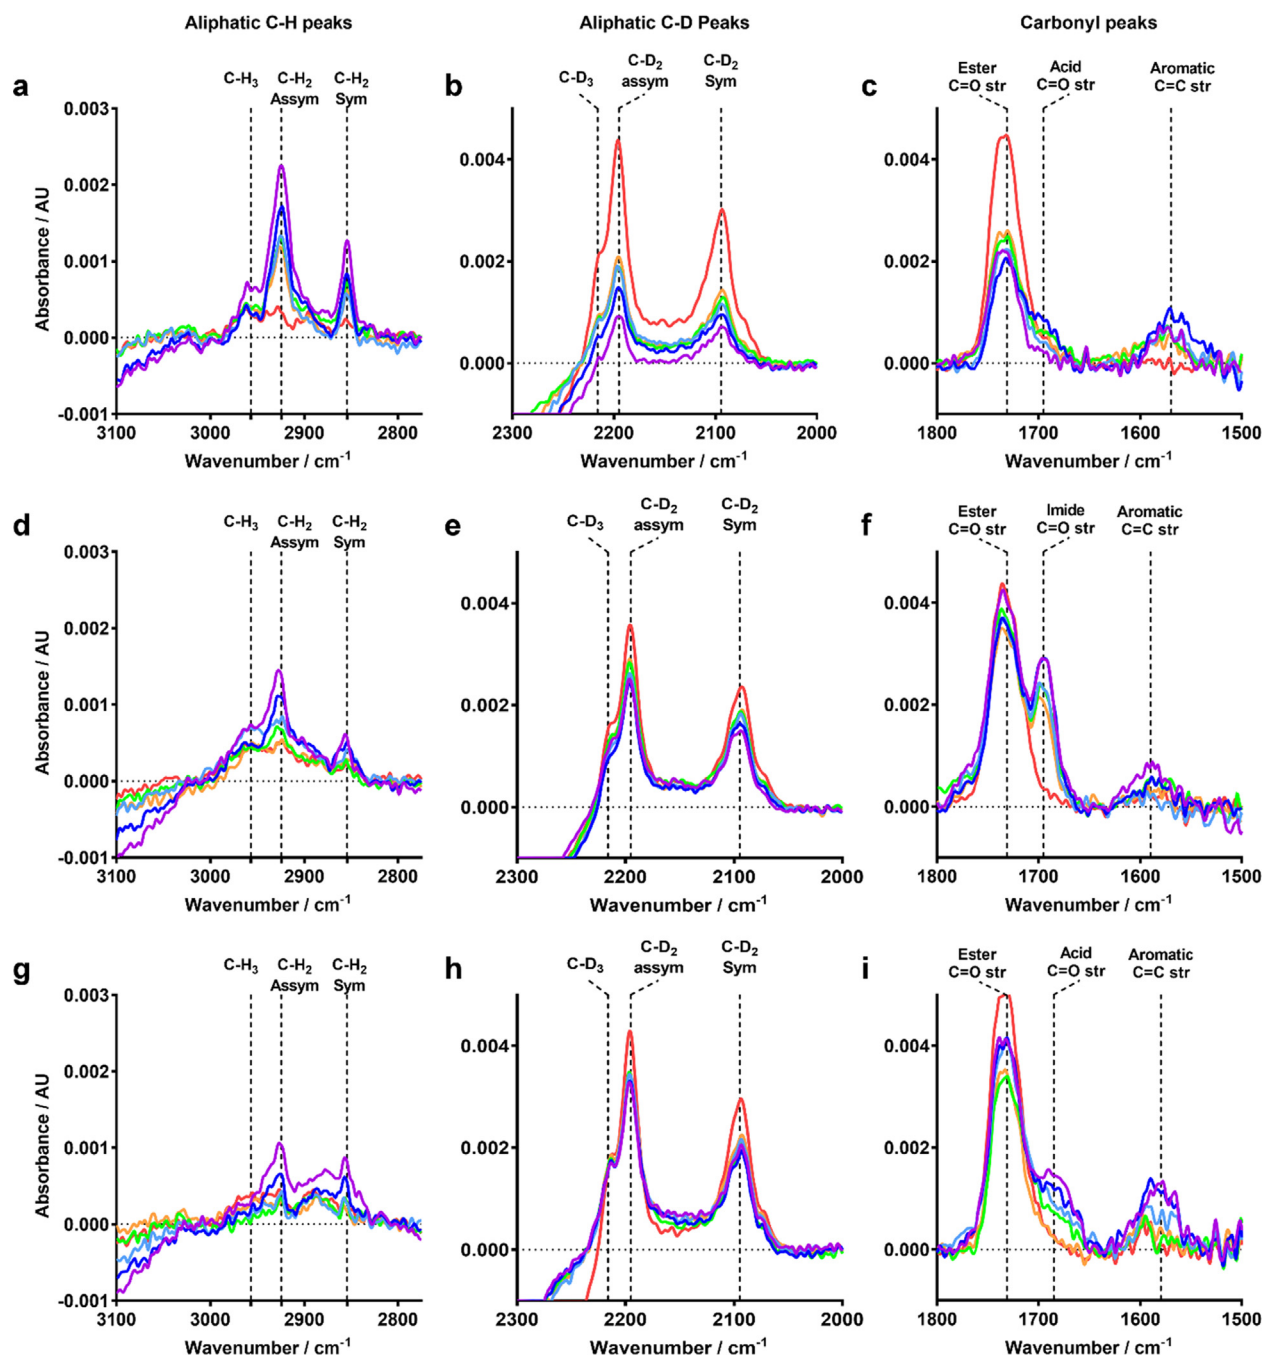 Aliphatic C-H peaks
Aliphatic C-D Peaks
Carbonyl peaks
a
C-H3
C-H2
Assym
C-H2
Sym
0.003
0.002
0.001
0.000
-0.001
Absorbance / AU
3100
3000
2900
2800
Wavenumber / cm-1
b
C-D3
C-D2
assym
C-D2
Sym
0.004
0.002
0.000
2300
2200
2100
2000
Wavenumber / cm-1
c
Ester
C=O str
Acid
C=O str
Aromatic
C=C str
0.004
0.002
0.000
1800
1700
1600
1500
Wavenumber / cm-1
d
C-H3
C-H2
Assym
C-H2
Sym
0.003
0.002
0.001
0.000
-0.001
Absorbance / AU
3100
3000
2900
2800
Wavenumber / cm-1
e
C-D3
C-D2
assym
C-D2
Sym
0.004
0.002
0.000
2300
2200
2100
2000
Wavenumber / cm-1
f
Ester
C=O str
Imide
C=O str
Aromatic
C=C str
0.004
0.002
0.000
1800
1700
1600
1500
Wavenumber / cm-1
g
C-H3
C-H2
Assym
C-H2
Sym
0.003
0.002
0.001
0.000
-0.001
Absorbance / AU
3100
3000
2900
2800
Wavenumber / cm-1
h
C-D3
C-D2
assym
C-D2
Sym
0.004
0.002
0.000
2300
2200
2100
2000
Wavenumber / cm-1
i
Ester
C=O str
Acid
C=O str
Aromatic
C=C str
0.004
0.002
0.000
1800
1700
1600
1500
Wavenumber / cm-1